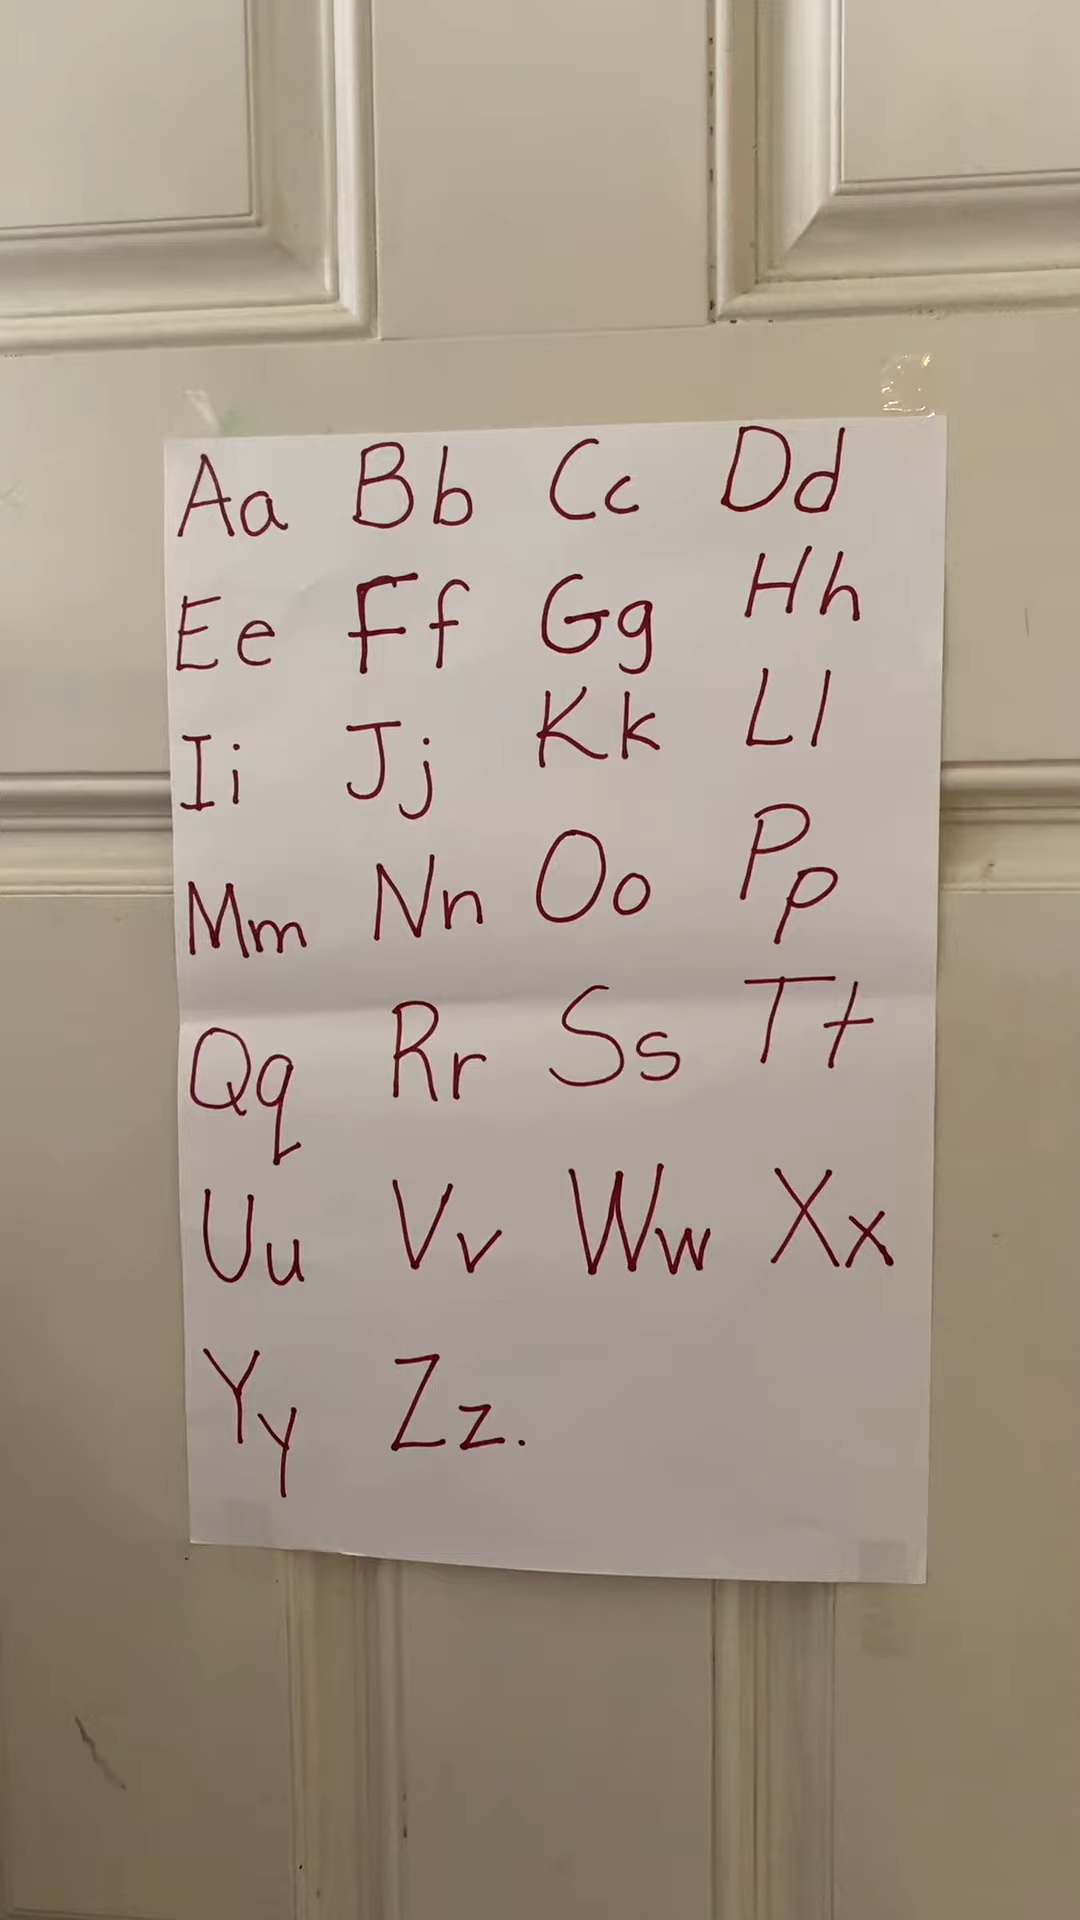 Aa Bb Cc Dd
Ee Ff Gg Hh
Ii Jj Kk Ll
Mm Nn Oo Pp
Qq Rr Ss Tt
Uu Vv Ww Xx
Yy Zz.